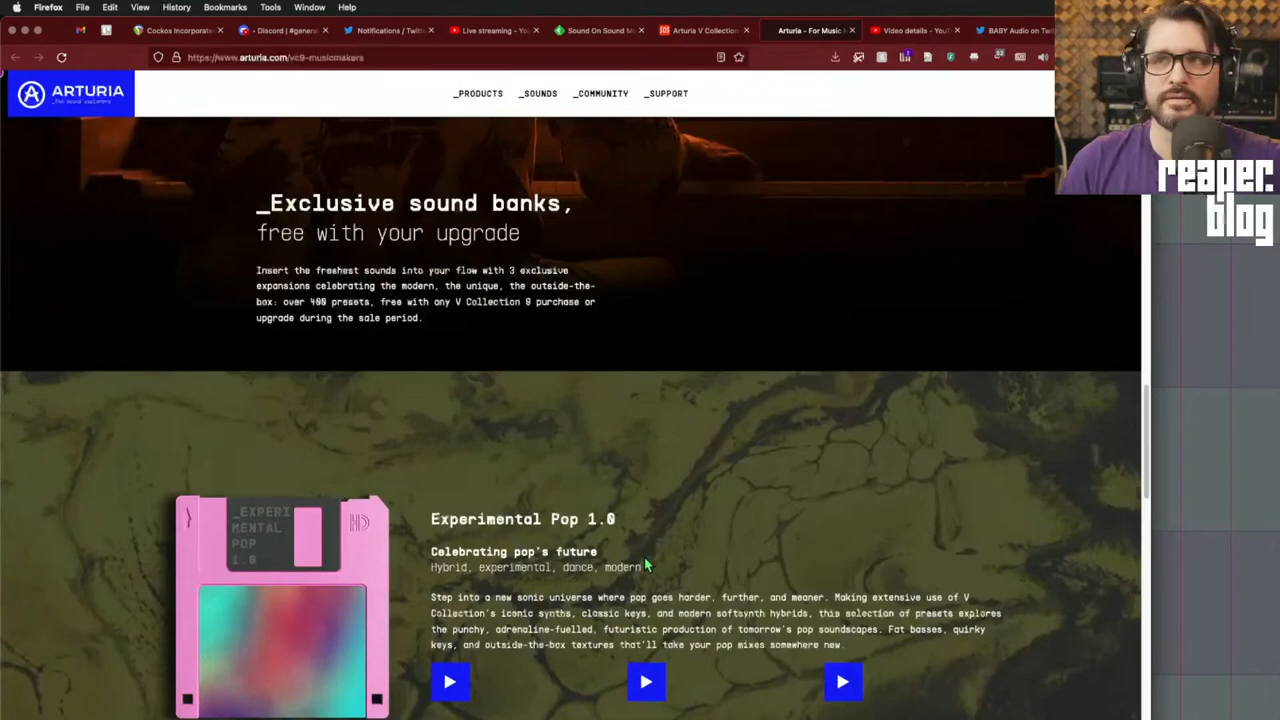 Firefox File Edit View History Bookmarks Tools Window Help
Cockos Incorporate
Discord | #general
Notifications / Twitt
Live streaming - You
Sound On Sound M
Arturia V Collection
Arturia - For Music
Video details - YouT
BABY Audio on Twi
https://www.arturia.com/vc9-musicmakers
ARTURIA
_The sound explorers
_PRODUCTS _SOUNDS _COMMUNITY _SUPPORT
reaper.
blog
_Exclusive sound banks,
free with your upgrade
Insert the freshest sounds into your flow with 3 exclusive
expansions celebrating the modern, the unique, the outside-the-
box: over 400 presets, free with any V Collection 9 purchase or
upgrade during the sale period.
_EXPERI
MENTAL
POP
1.0
HD
Experimental Pop 1.0
Celebrating pop's future
Hybrid, experimental, dance, modern
Step into a new sonic universe where pop goes harder, further, and meaner. Making extensive use of V
Collection's iconic synths, classic keys, and modern softsynth hybrids, this selection of presets explores
the punchy, adrenaline-fuelled, futuristic production of tomorrow's pop soundscapes. Fat basses, quirky
keys, and outside-the-box textures that'll take your pop mixes somewhere new.